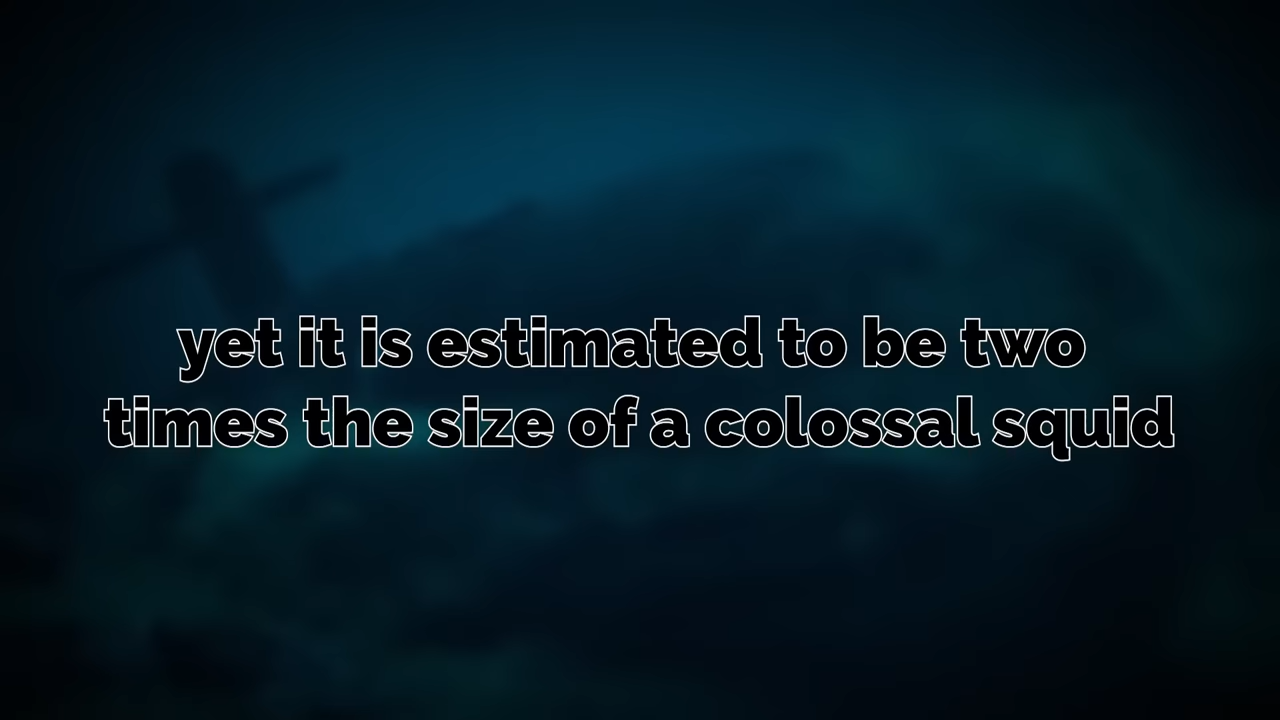 yet it is estimated to be two
times the size of a colossal squid